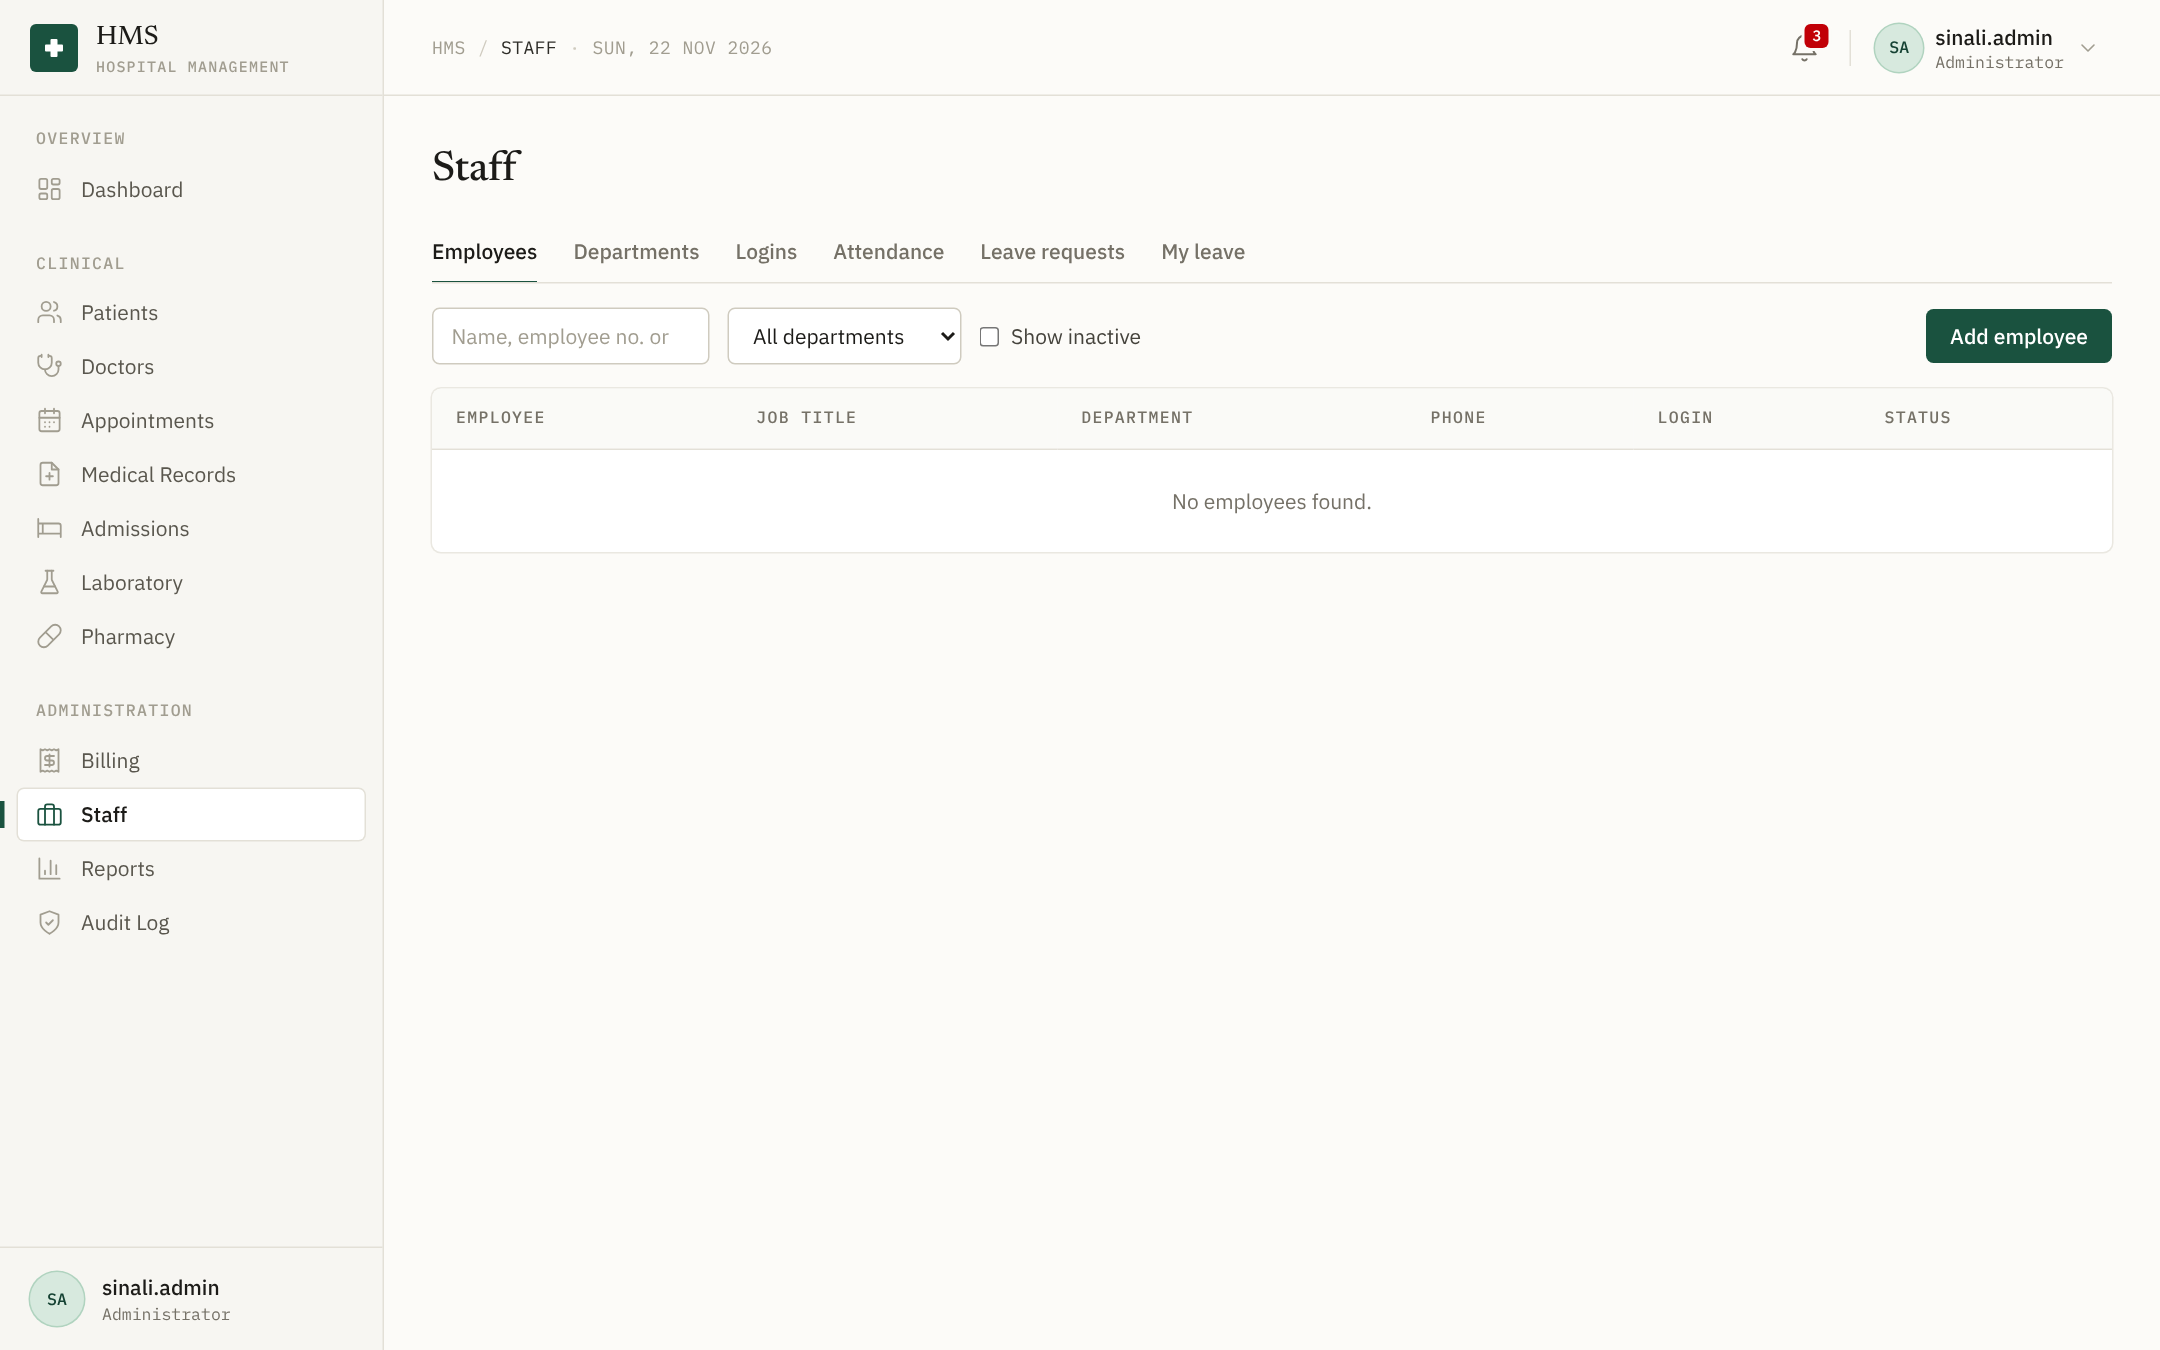 HMS
HOSPITAL MANAGEMENT
HMS / STAFF · SUN, 22 NOV 2026
3
SA
sinali.admin
Administrator
OVERVIEW
Dashboard
CLINICAL
Patients
Doctors
Appointments
Medical Records
Admissions
Laboratory
Pharmacy
ADMINISTRATION
Billing
Staff
Reports
Audit Log
SA
sinali.admin
Administrator
Staff
Employees Departments Logins Attendance Leave requests My leave
Name, employee no. or All departments Show inactive Add employee
EMPLOYEE JOB TITLE DEPARTMENT PHONE LOGIN STATUS
No employees found.